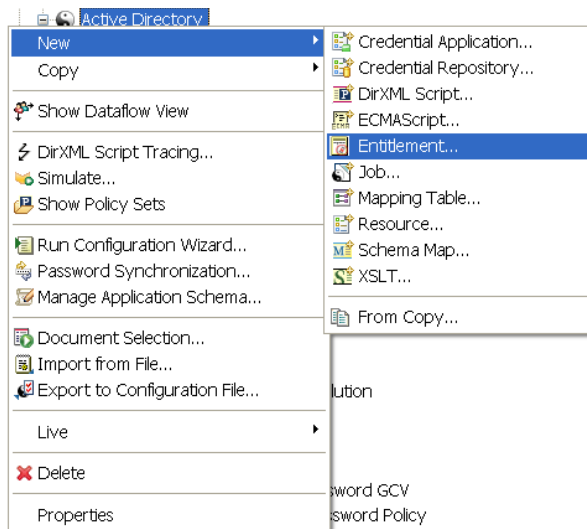 Active Directory
New
Copy
Show Dataflow View
DirXML Script Tracing...
Simulate...
Show Policy Sets
Run Configuration Wizard...
Password Synchronization...
Manage Application Schema...
Document Selection...
Import from File...
Export to Configuration File...
Live
Delete
Properties
Credential Application...
Credential Repository...
DirXML Script...
ECMAScript...
Entitlement...
Job...
Mapping Table...
Resource...
Schema Map...
XSLT...
From Copy...
lution
sword GCV
sword Policy